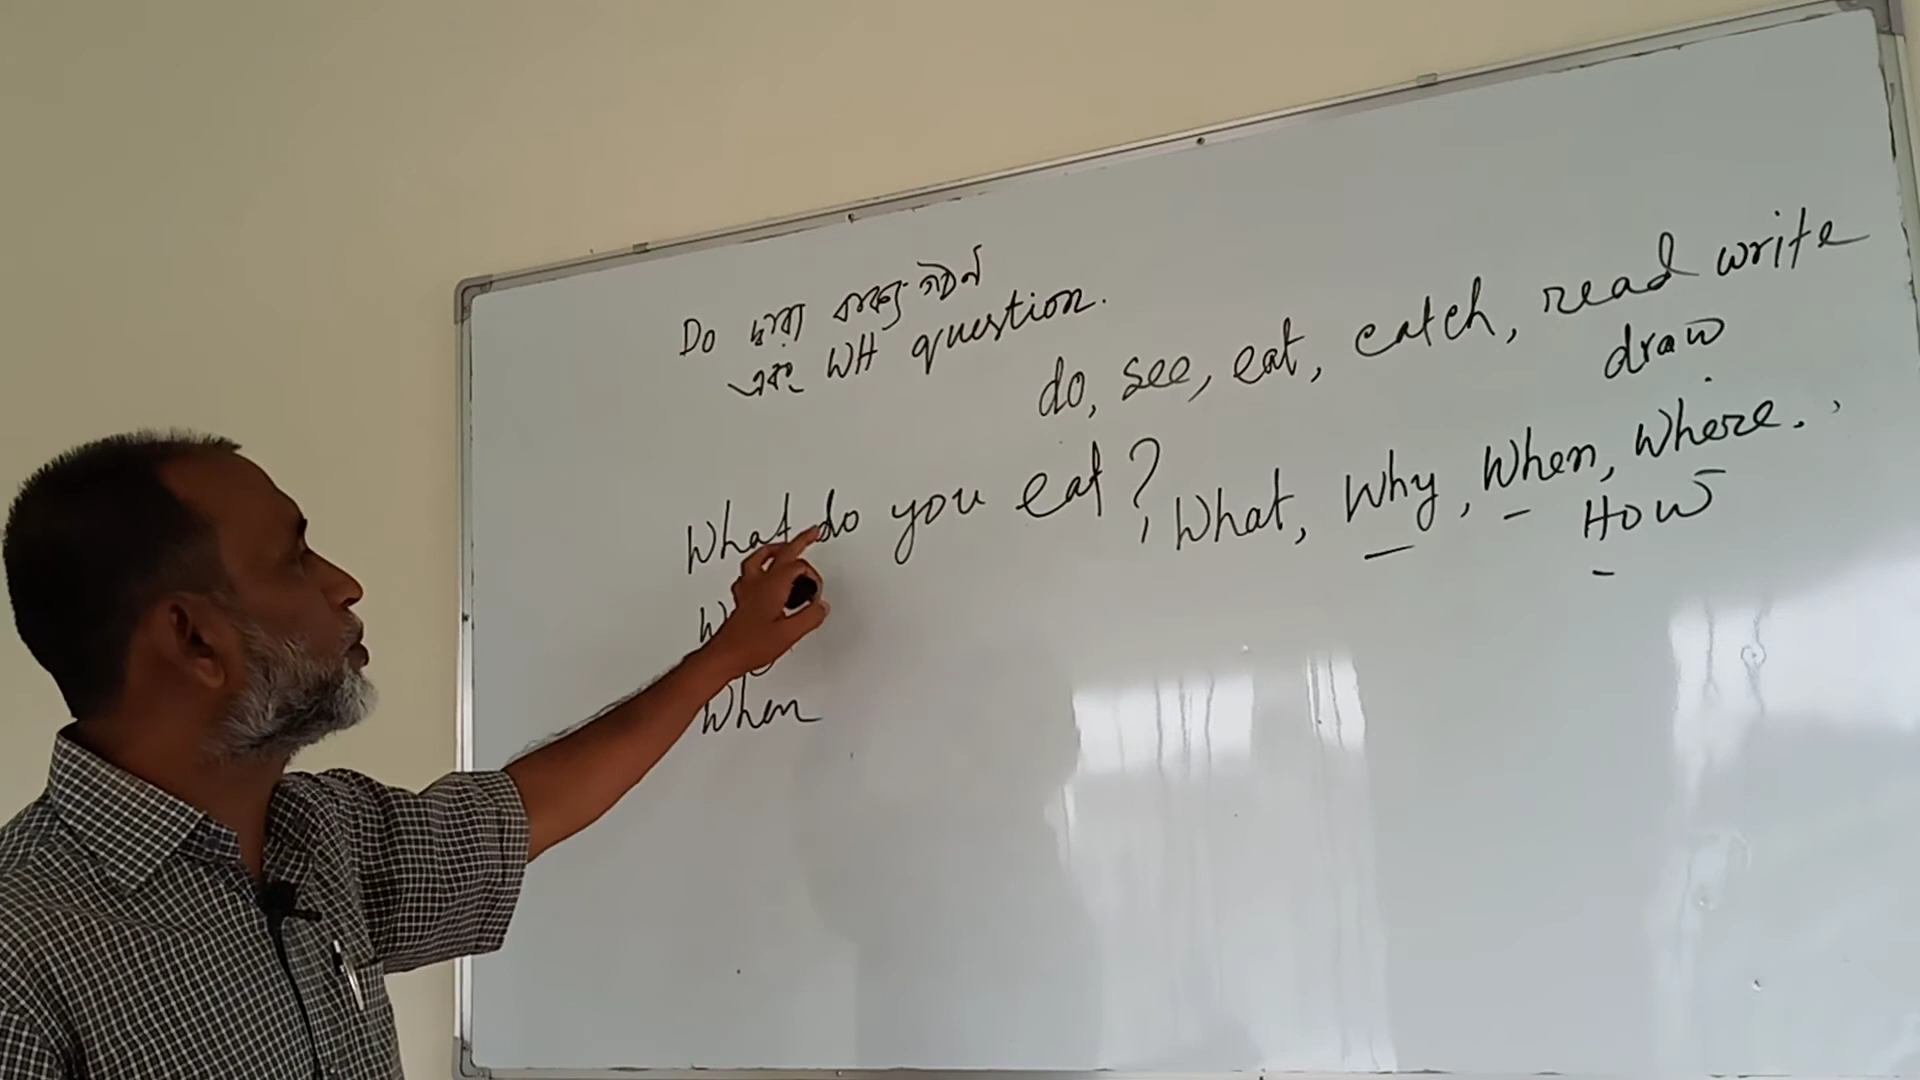 Do দ্বারা বাক্য গঠন
এবং WH question.
do, see, eat, catch, read write
draw
What do you eat?
, What, Why, When, Where.
How
When